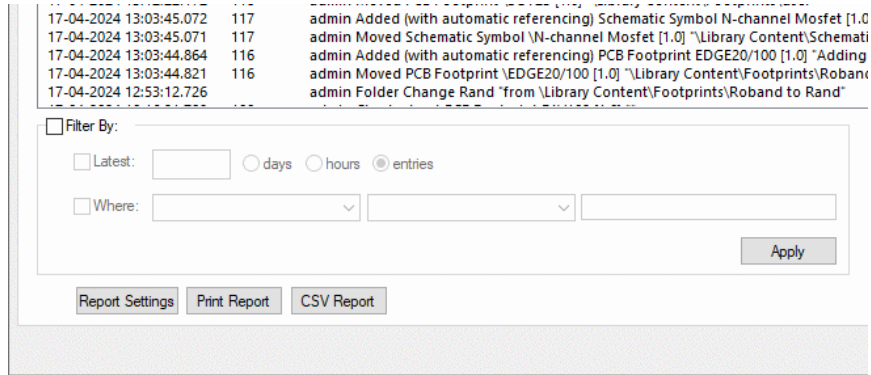 17-04-2024 13:03:45.072 117 admin Added (with automatic referencing) Schematic Symbol N-channel Mosfet [1.0
17-04-2024 13:03:45.071 117 admin Moved Schematic Symbol \N-channel Mosfet [1.0] "\Library Content\Schemati
17-04-2024 13:03:44.864 116 admin Added (with automatic referencing) PCB Footprint EDGE20/100 [1.0] "Adding
17-04-2024 13:03:44.821 116 admin Moved PCB Footprint \EDGE20/100 [1.0] "\Library Content\Footprints\Roband
17-04-2024 12:53:12.726 admin Folder Change Rand "from \Library Content\Footprints\Roband to Rand"
Filter By:
Latest: days hours entries
Where:
Apply
Report Settings Print Report CSV Report